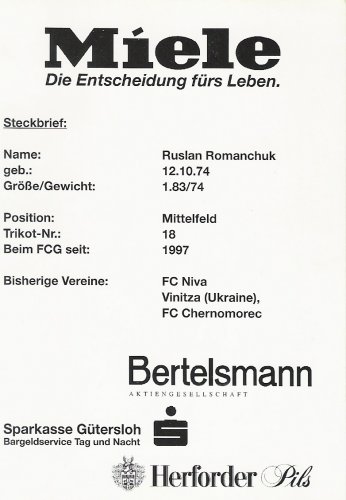 Miele
Die Entscheidung fürs Leben.
Steckbrief:
Name: Ruslan Romanchuk
geb.: 12.10.74
Größe/Gewicht: 1.83/74
Position: Mittelfeld
Trikot-Nr.: 18
Beim FCG seit: 1997
Bisherige Vereine: FC Niva
Vinitza (Ukraine),
FC Chernomorec
Bertelsmann
AKTIENGESELLSCHAFT
Sparkasse Gütersloh
Bargeldservice Tag und Nacht
Herforder Pils